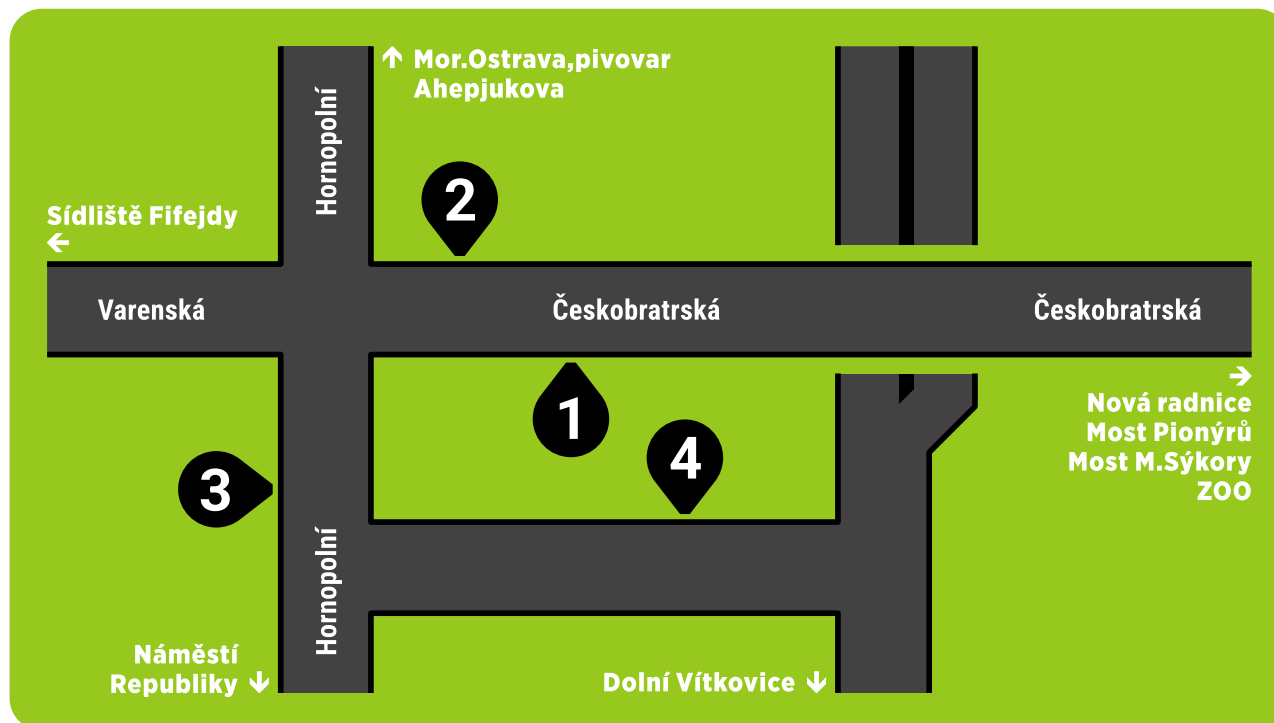 Mor.Ostrava,pivovar
Ahepjukova
Hornopolní
2
Sídliště Fifejdy
Varenská
Českobratrská
Českobratrská
1
Nová radnice
Most Pionýrů
Most M.Sýkory
ZOO
4
3
Hornopolní
Náměstí
Republiky
Dolní Vítkovice